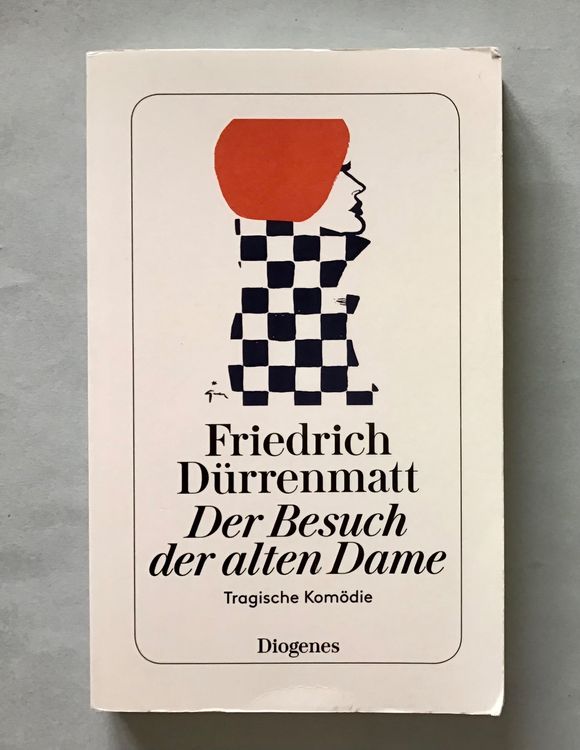 Friedrich
Dürrenmatt
Der Besuch
der alten Dame
Tragische Komödie
Diogenes